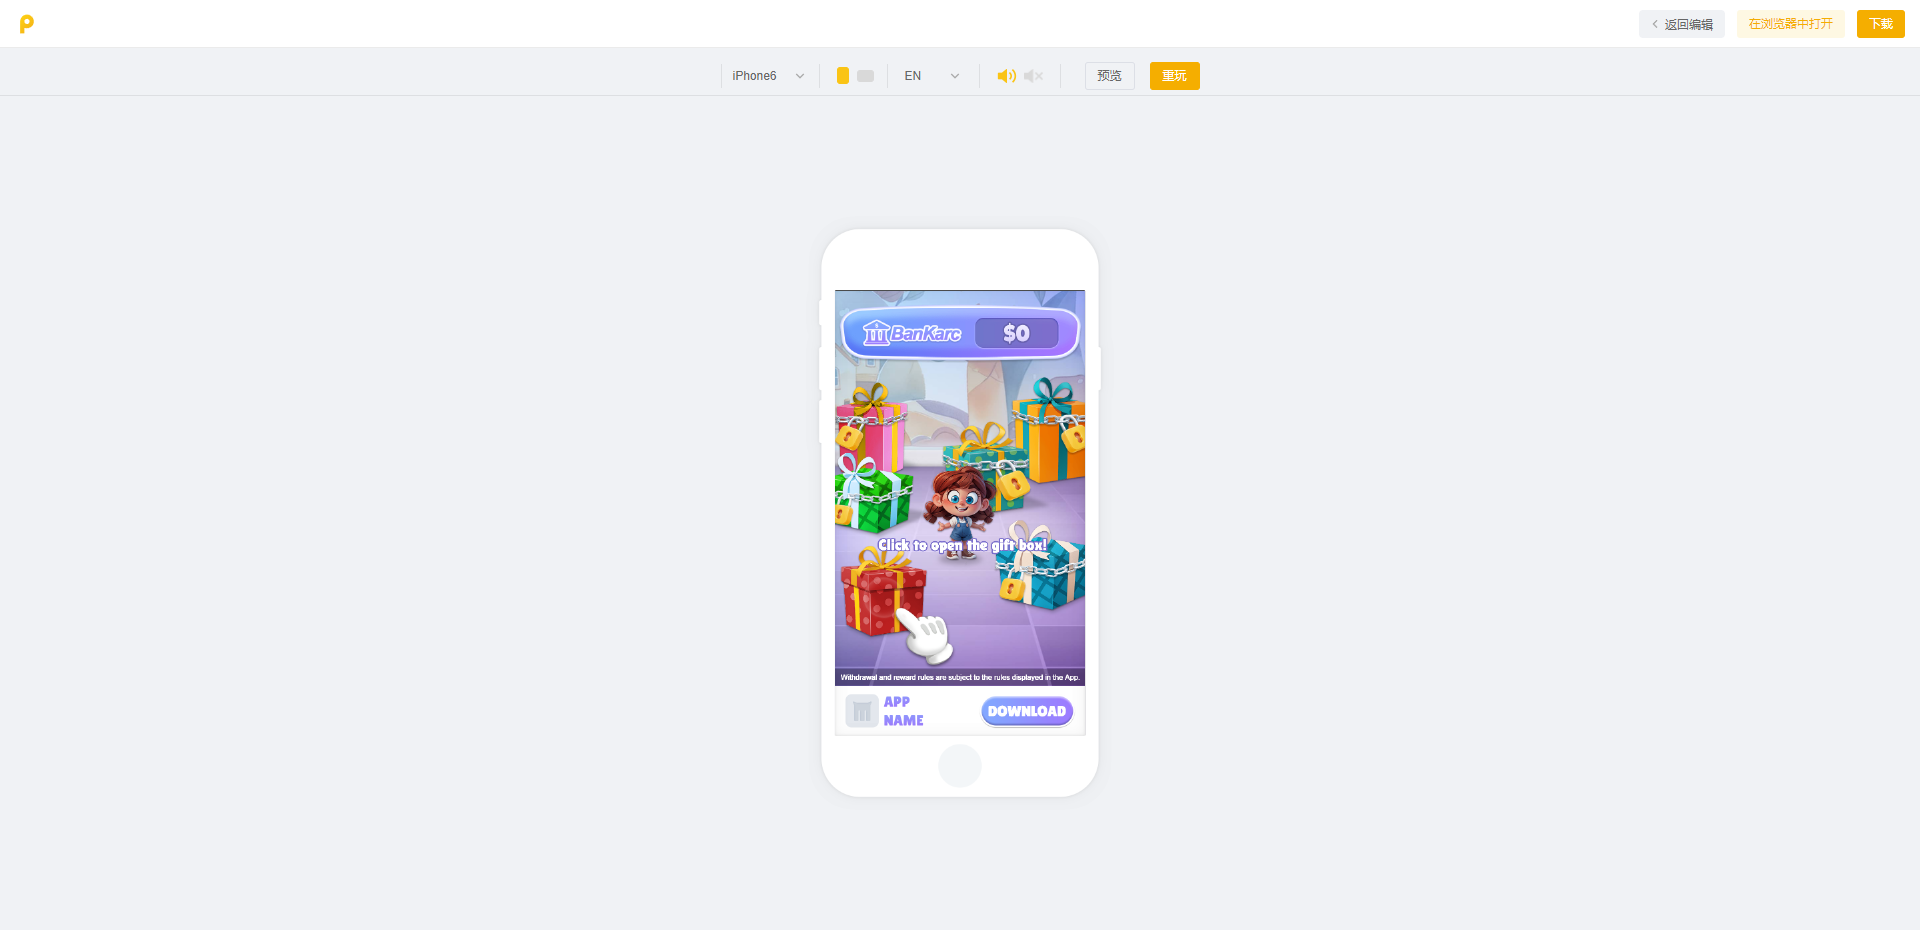 返回编辑
在浏览器中打开
下载
iPhone6
EN
预览
重玩
BanKarc
$0
Click to open the gift box!
Withdrawal and reward rules are subject to the rules displayed in the App.
APP
NAME
DOWNLOAD